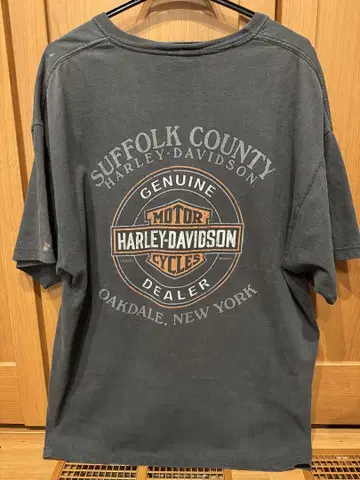 SUFFOLK COUNTY
HARLEY-DAVIDSON
GENUINE
MOTOR
HARLEY-DAVIDSON
CYCLES
DEALER
OAKDALE, NEW YORK